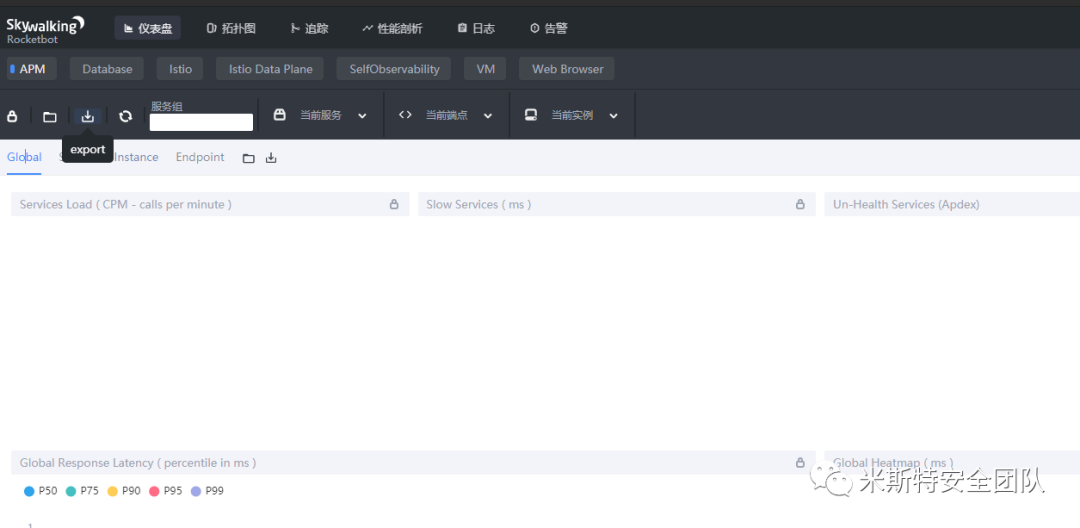 Skywalking
Rocketbot
仪表盘 拓扑图 追踪 性能剖析 日志 告警
APM Database Istio Istio Data Plane SelfObservability VM Web Browser
服务组
当前服务 当前端点 当前实例
export
Global Instance Endpoint
Services Load ( CPM - calls per minute ) Slow Services ( ms ) Un-Health Services (Apdex)
Global Response Latency ( percentile in ms ) Global Heatmap ( ms )
P50 P75 P90 P95 P99
米斯特安全团队